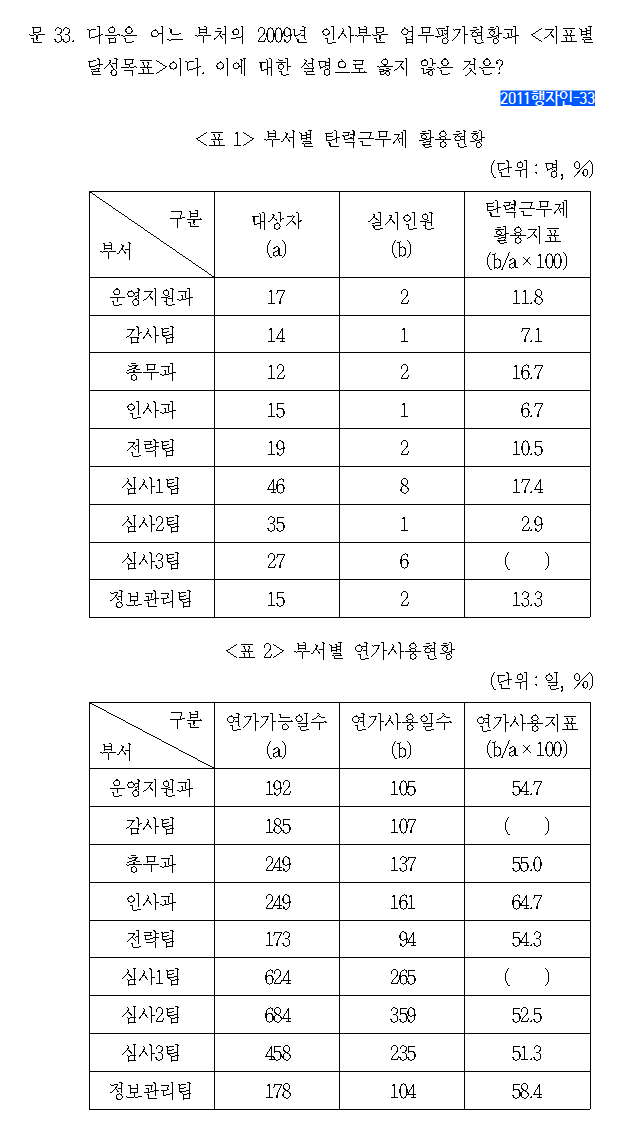 문 33. 다음은 어느 부처의 2009년 인사부문 업무평가현황과 <지표별
달성목표>이다. 이에 대한 설명으로 옳지 않은 것은?
2011행자인-33
<표 1> 부서별 탄력근무제 활용현황
(단위 : 명, %)
구분 부서 대상자 (a) 실시인원 (b) 탄력근무제 활용지표 (b/a × 100)
운영지원과 17 2 11.8
감사팀 14 1 7.1
총무과 12 2 16.7
인사과 15 1 6.7
전략팀 19 2 10.5
심사1팀 46 8 17.4
심사2팀 35 1 2.9
심사3팀 27 6 ( )
정보관리팀 15 2 13.3
<표 2> 부서별 연가사용현황
(단위 : 일, %)
구분 부서 연가가능일수 (a) 연가사용일수 (b) 연가사용지표 (b/a × 100)
운영지원과 192 105 54.7
감사팀 185 107 ( )
총무과 249 137 55.0
인사과 249 161 64.7
전략팀 173 94 54.3
심사1팀 624 265 ( )
심사2팀 684 359 52.5
심사3팀 458 235 51.3
정보관리팀 178 104 58.4